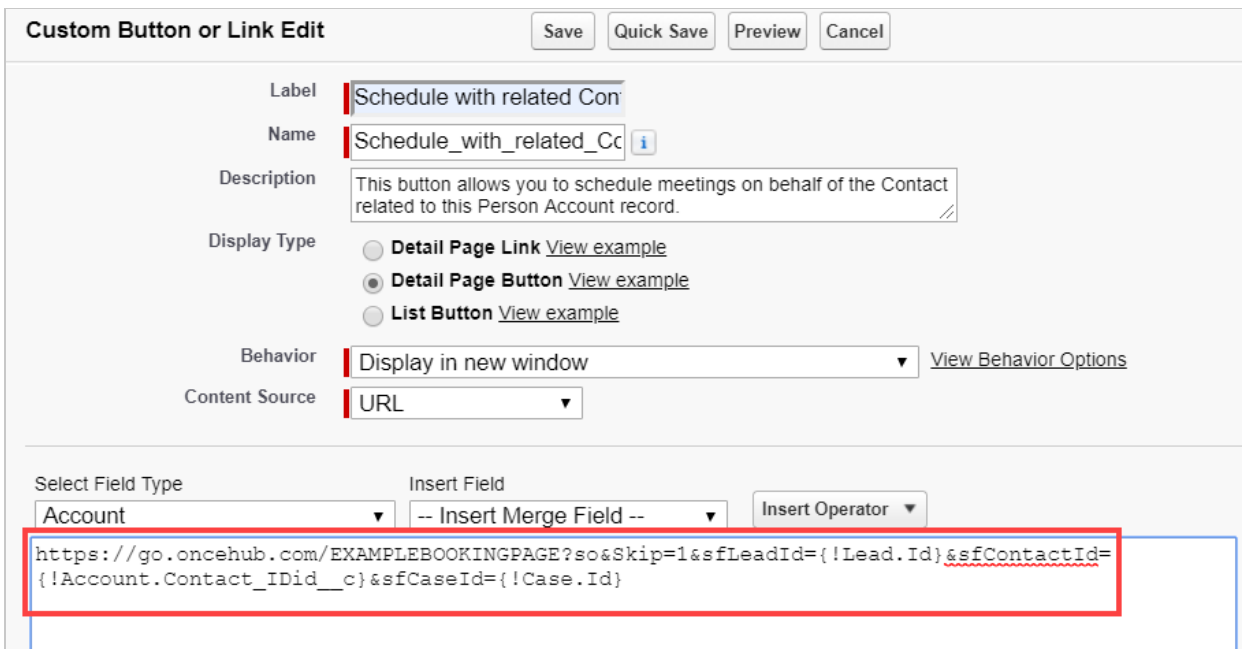 Custom Button or Link Edit Save Quick Save Preview Cancel
Label Schedule with related Con
Name Schedule_with_related_Cc i
Description This button allows you to schedule meetings on behalf of the Contact
related to this Person Account record.
Display Type Detail Page Link View example
Detail Page Button View example
List Button View example
Behavior Display in new window View Behavior Options
Content Source URL
Select Field Type Insert Field
Account -- Insert Merge Field -- Insert Operator
https://go.oncehub.com/EXAMPLEBOOKINGPAGE?so&Skip=1&sfLeadId={!Lead.Id}&sfContactId=
{!Account.Contact_IDid__c}&sfCaseId={!Case.Id}